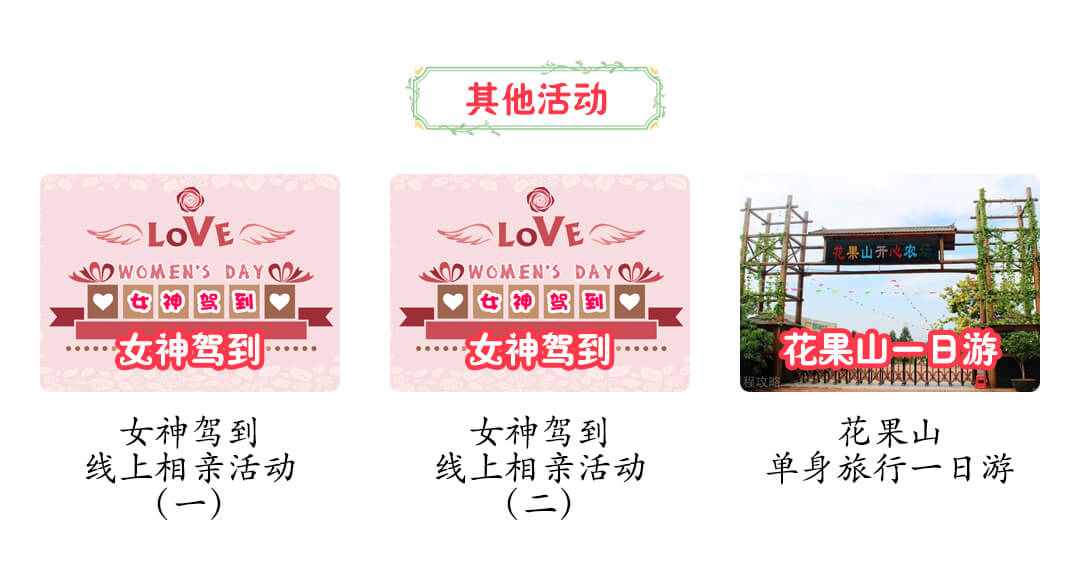 其他活动
LOVE
WOMEN'S DAY
女神驾到
女神驾到
女神驾到
线上相亲活动
（一）
LOVE
WOMEN'S DAY
女神驾到
女神驾到
女神驾到
线上相亲活动
（二）
花果山开心农
花果山一日游
程攻略
花果山
单身旅行一日游